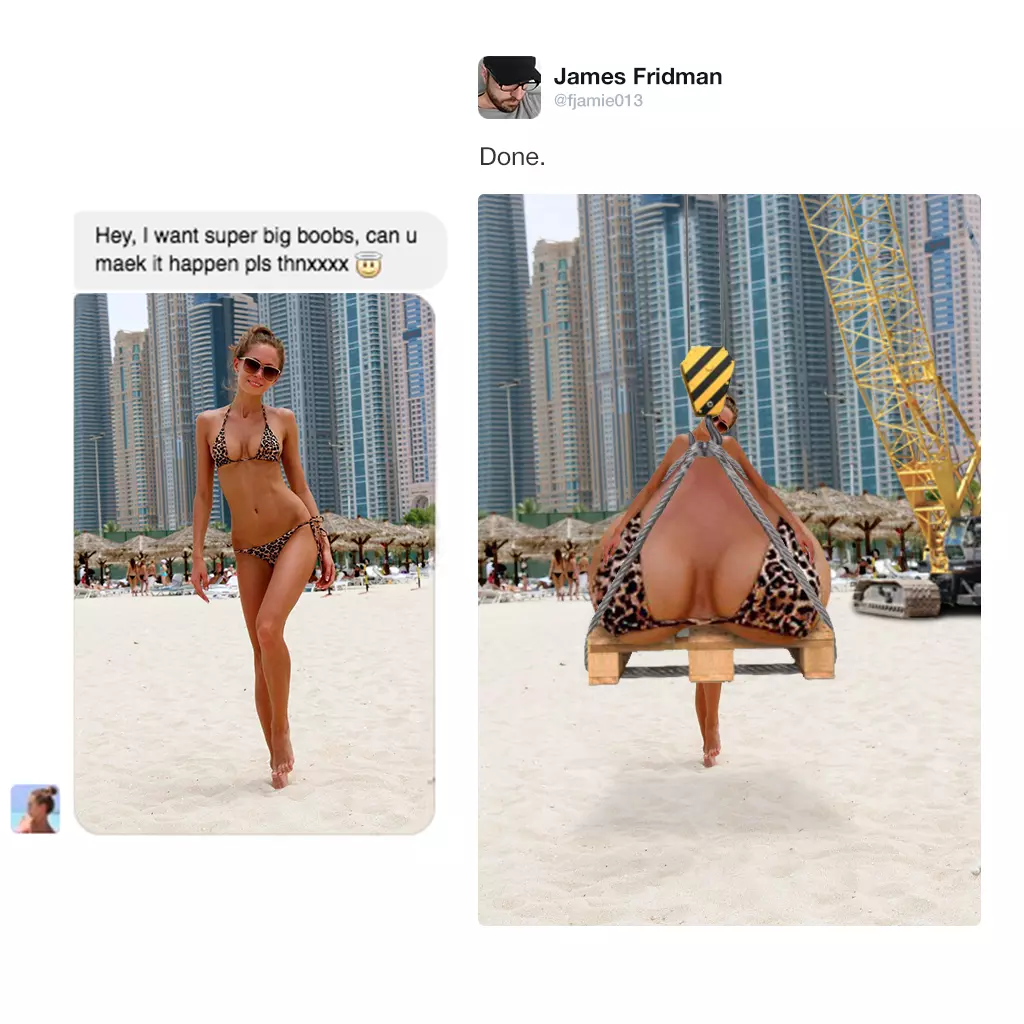 James Fridman
@fjamie013
Done.
Hey, I want super big boobs, can u
maek it happen pls thnxxxx 😇